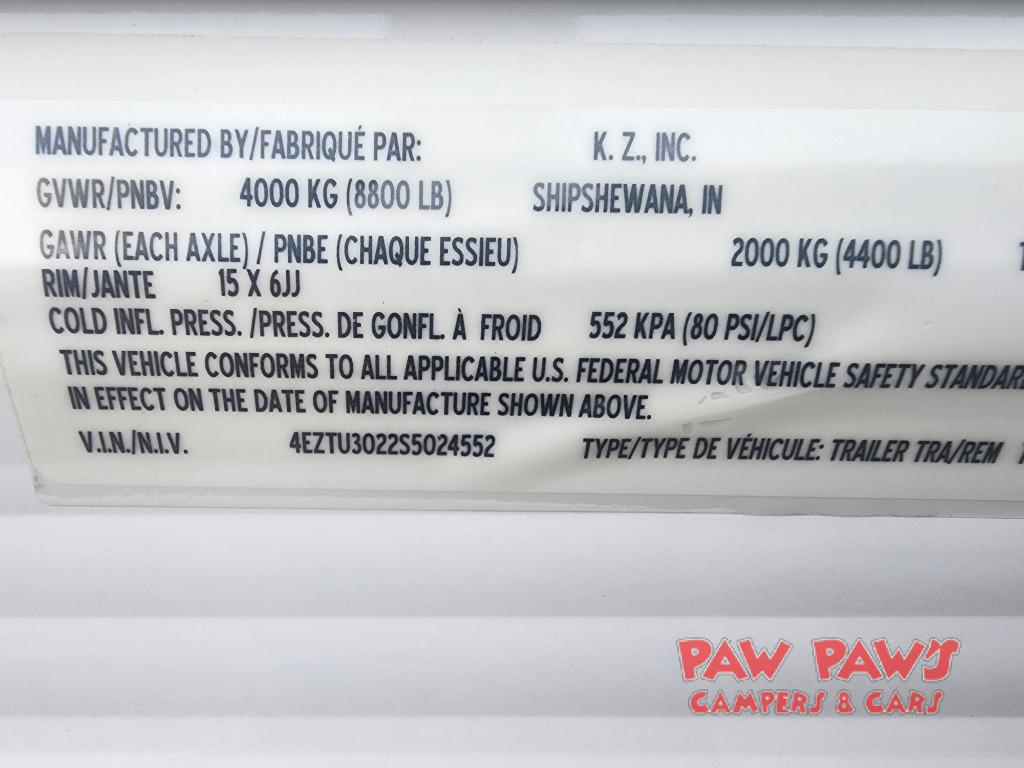 MANUFACTURED BY/FABRIQUÉ PAR: K. Z., INC.
GVWR/PNBV: 4000 KG (8800 LB) SHIPSHEWANA, IN
GAWR (EACH AXLE) / PNBE (CHAQUE ESSIEU) 2000 KG (4400 LB)
RIM/JANTE 15 X 6JJ
COLD INFL. PRESS. /PRESS. DE GONFL. À FROID 552 KPA (80 PSI/LPC)
THIS VEHICLE CONFORMS TO ALL APPLICABLE U.S. FEDERAL MOTOR VEHICLE SAFETY STANDAR
IN EFFECT ON THE DATE OF MANUFACTURE SHOWN ABOVE.
V.I.N./N.I.V. 4EZTU3022S5024552 TYPE/TYPE DE VÉHICULE: TRAILER TRA/REM
PAW PAW'S
CAMPERS & CARS